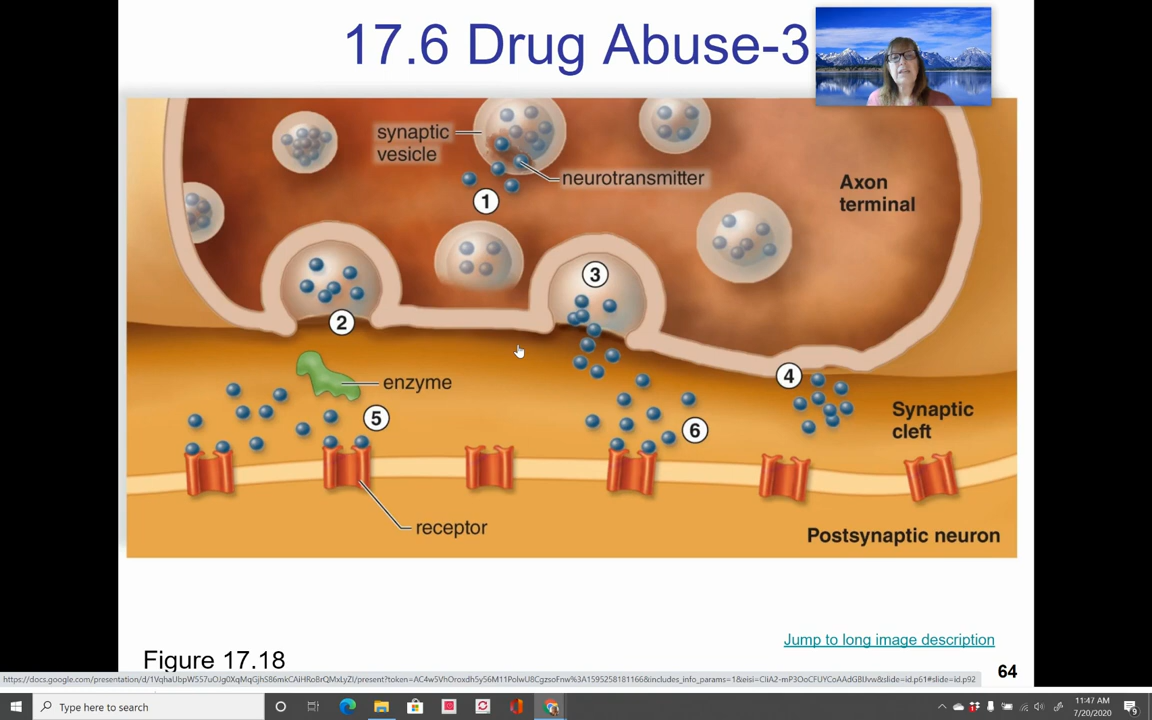 17.6 Drug Abuse-3
synaptic
vesicle
neurotransmitter
1
Axon
terminal
3
2
enzyme
4
5
6
Synaptic
cleft
receptor
Postsynaptic neuron
Jump to long image description
Figure 17.18
64
Type here to search
11:47 AM
7/20/2020